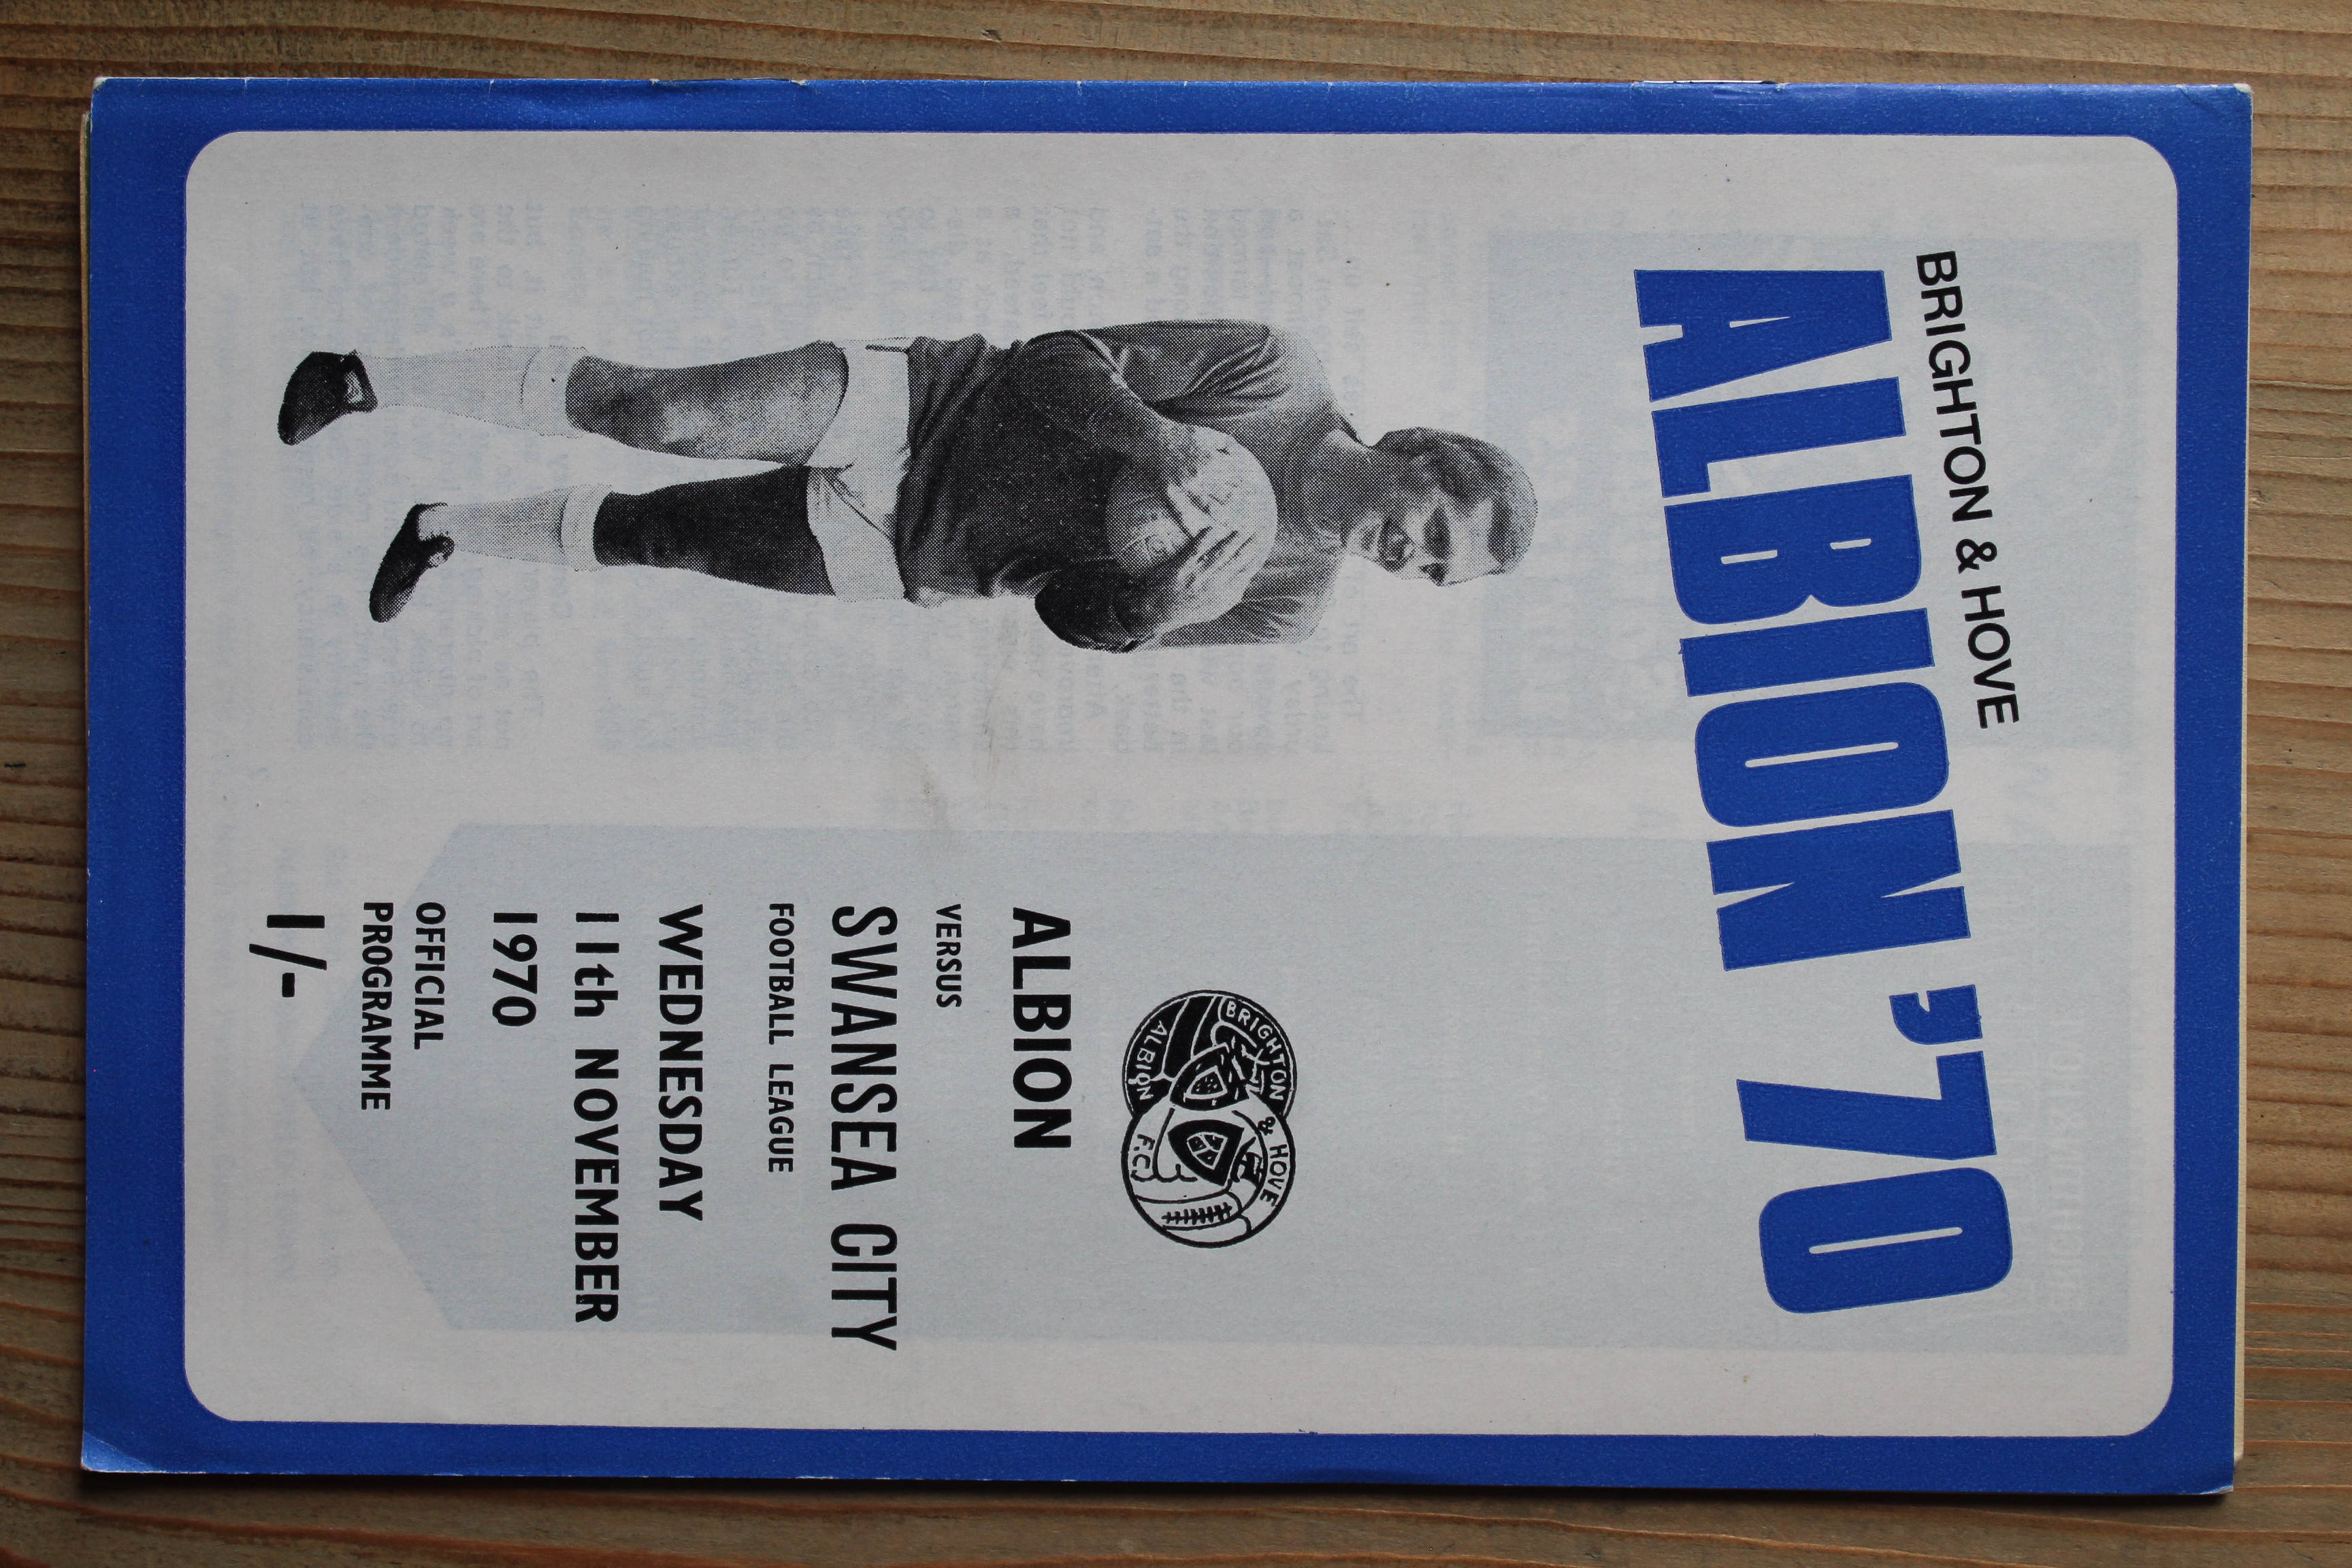 BRIGHTON & HOVE
ALBION '70
BRIGHTON & HOVE
ALBION F.C.
ALBION
VERSUS
SWANSEA CITY
FOOTBALL LEAGUE
WEDNESDAY
11th NOVEMBER
1970
OFFICIAL
PROGRAMME
1/-